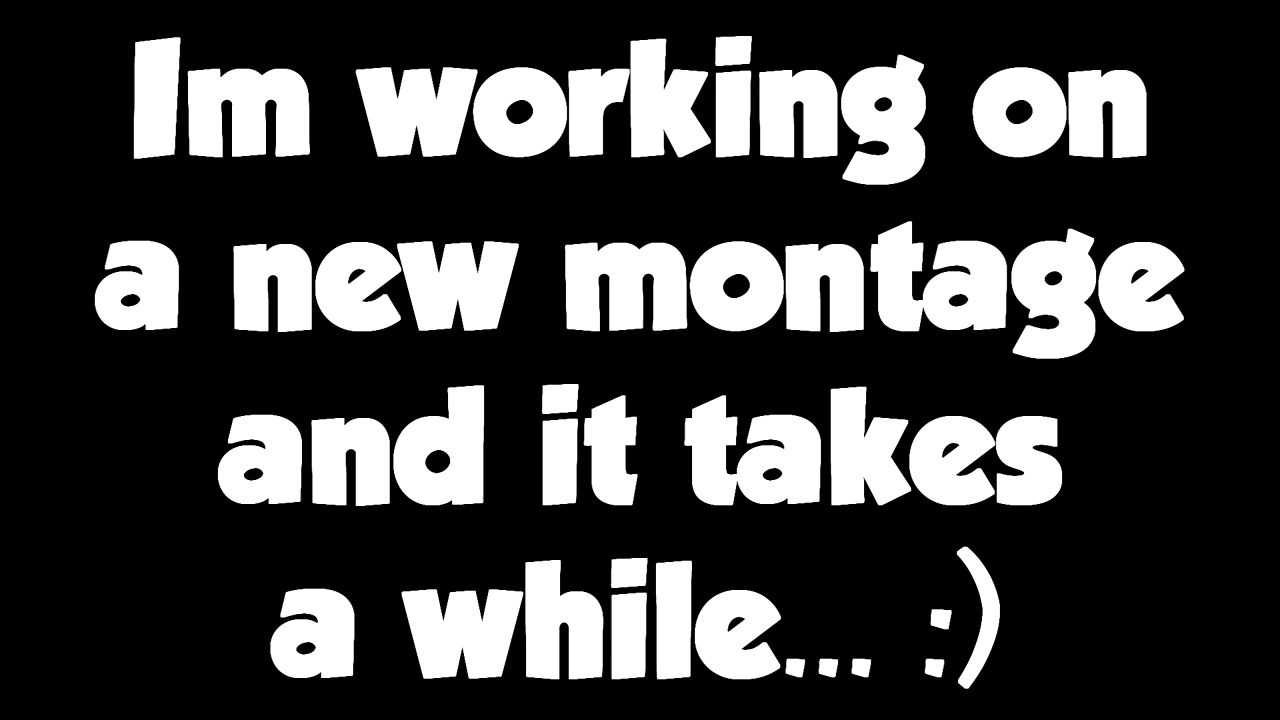 Im working on
a new montage
and it takes
a while... :)